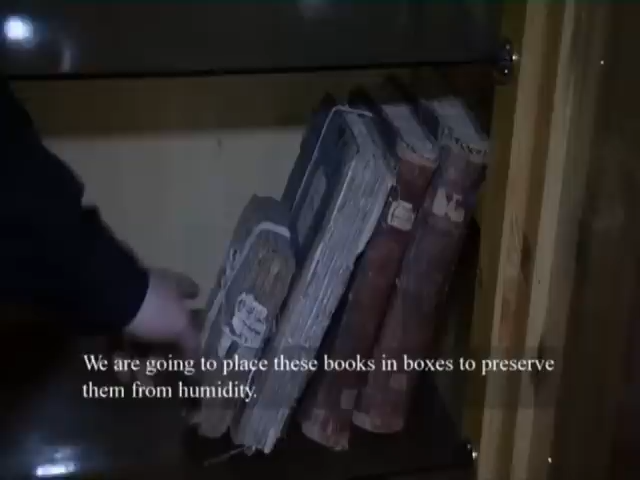 We are going to place these books in boxes to preserve
them from humidity.